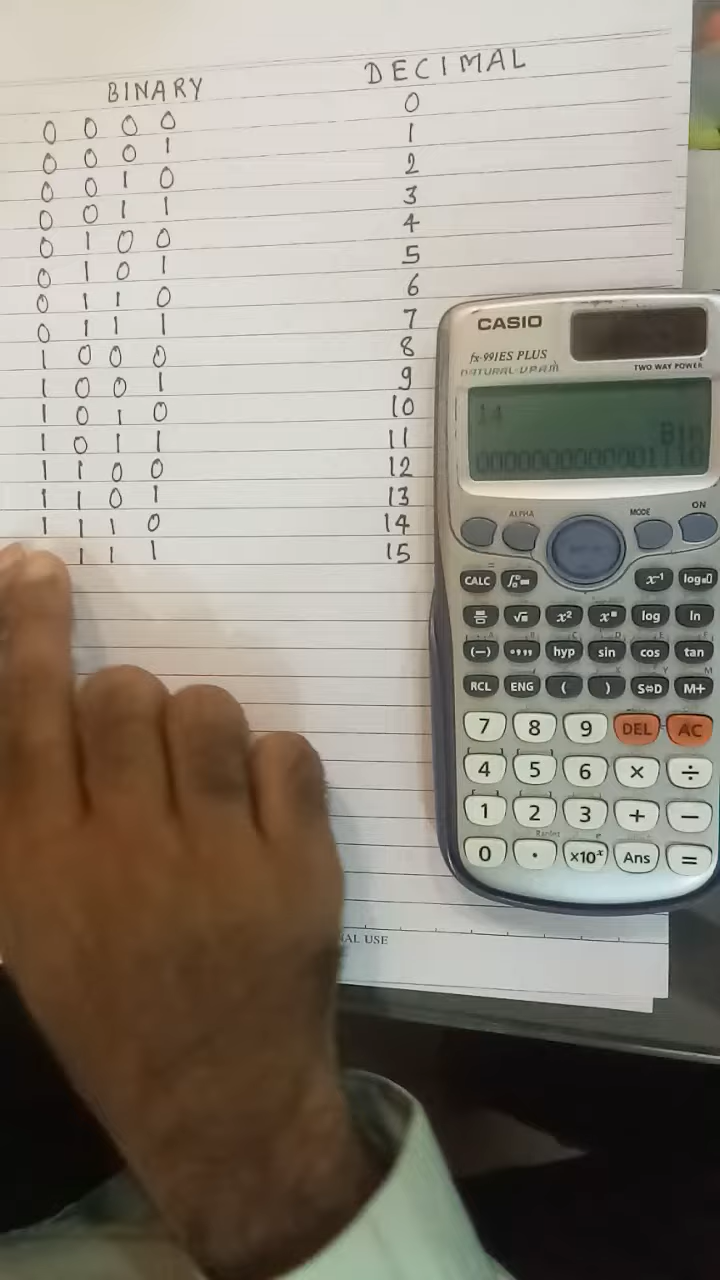 BINARY DECIMAL
0 0 0 0 0
0 0 0 1 1
0 0 1 0 2
0 0 1 1 3
0 1 0 0 4
0 1 0 1 5
0 1 1 0 6
0 1 1 1 7
1 0 0 0 8
1 0 0 1 9
1 0 1 0 10
1 0 1 1 11
1 1 0 0 12
1 1 0 1 13
1 1 1 0 14
1 1 1 15
CASIO
fx-991ES PLUS
NATURAL-V.P.A.M.
TWO WAY POWER
14
Bin
0000000000001110
ALPHA MODE ON
CALC x⁻¹ log
x² log ln
(−) hyp sin cos tan
RCL ENG ( ) S⇔D M+
7 8 9 DEL AC
4 5 6 × ÷
1 2 3 + −
0 . ×10ˣ Ans =
NAL USE